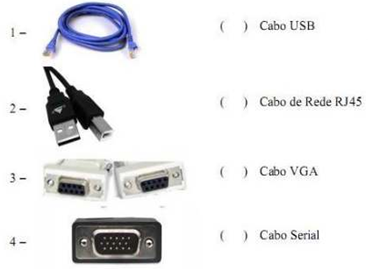 1 – ( ) Cabo USB
2 – ( ) Cabo de Rede RJ45
3 – ( ) Cabo VGA
4 – ( ) Cabo Serial